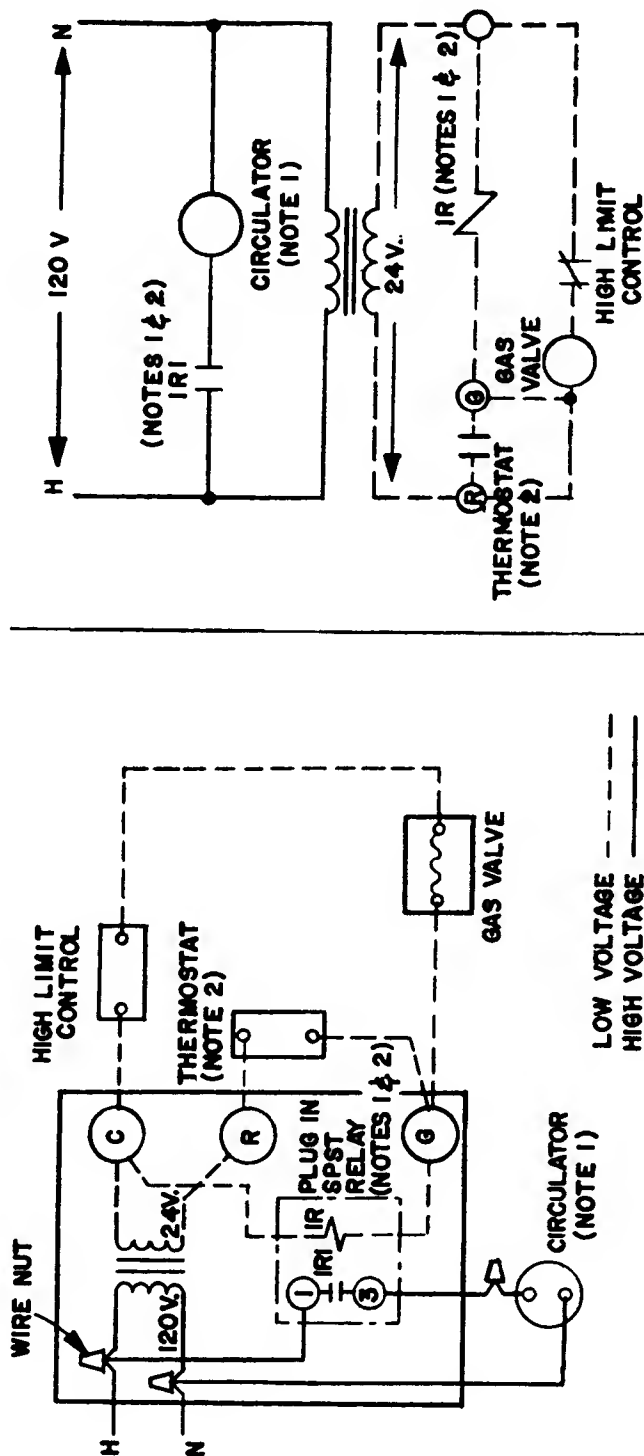 WIRE NUT
H
N
120V.
24V.
HIGH LIMIT
CONTROL
C
THERMOSTAT
(NOTE 2)
R
PLUG IN
SPST
RELAY
(NOTES 1 & 2)
1R
1R1
1
3
G
GAS VALVE
CIRCULATOR
(NOTE 1)
LOW VOLTAGE
HIGH VOLTAGE
H
120 V
N
(NOTES 1 & 2)
1R1
CIRCULATOR
(NOTE 1)
24V.
1R (NOTES 1 & 2)
R
G
THERMOSTAT
(NOTE 2)
GAS
VALVE
HIGH LIMIT
CONTROL